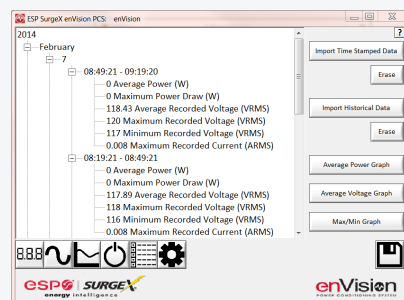 ESP SurgeX enVision PCS: enVision
2014
?
February
7
08:49:21 - 09:19:20
0 Average Power (W)
0 Maximum Power Draw (W)
118.43 Average Recorded Voltage (VRMS)
120 Maximum Recorded Voltage (VRMS)
117 Minimum Recorded Voltage (VRMS)
0.008 Maximum Recorded Current (ARMS)
08:19:21 - 08:49:21
0 Average Power (W)
0 Maximum Power Draw (W)
117.89 Average Recorded Voltage (VRMS)
118 Maximum Recorded Voltage (VRMS)
116 Minimum Recorded Voltage (VRMS)
0.008 Maximum Recorded Current (ARMS)
Import Time Stamped Data
Erase
Import Historical Data
Erase
Average Power Graph
Average Voltage Graph
Max/Min Graph
8.8.8
ESP SURGEX
energy intelligence
enVision
POWER CONDITIONING SYSTEM